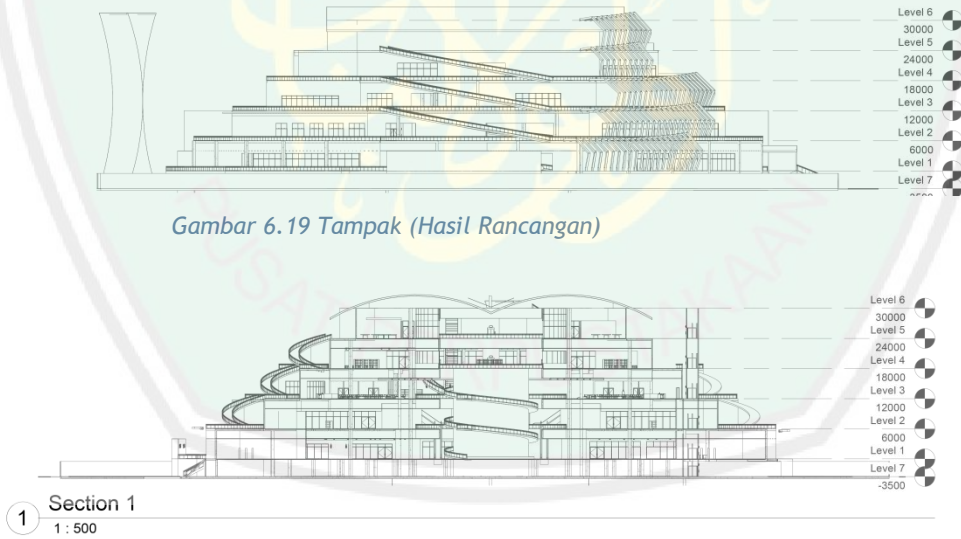 Level 6
30000
Level 5
24000
Level 4
18000
Level 3
12000
Level 2
6000
Level 1
Level 7
Gambar 6.19 Tampak (Hasil Rancangan)
Level 6
30000
Level 5
24000
Level 4
18000
Level 3
12000
Level 2
6000
Level 1
Level 7
-3500
1
Section 1
1 : 500